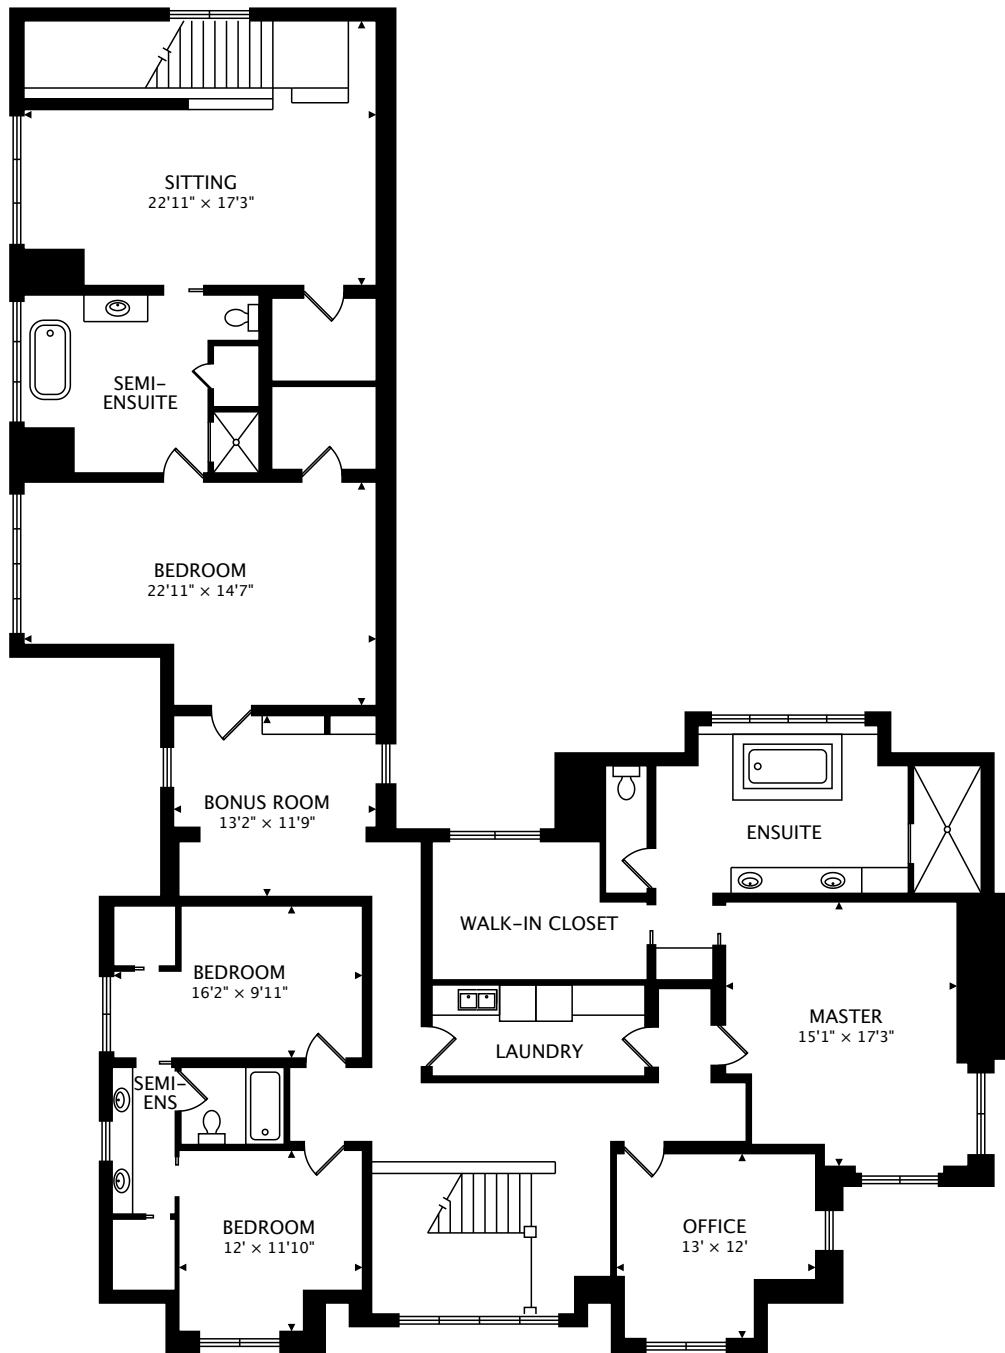 SITTING
22'11" × 17'3"
SEMI-
ENSUITE
BEDROOM
22'11" × 14'7"
BONUS ROOM
13'2" × 11'9"
ENSUITE
WALK-IN CLOSET
BEDROOM
16'2" × 9'11"
MASTER
15'1" × 17'3"
LAUNDRY
SEMI-
ENS
BEDROOM
12' × 11'10"
OFFICE
13' × 12'